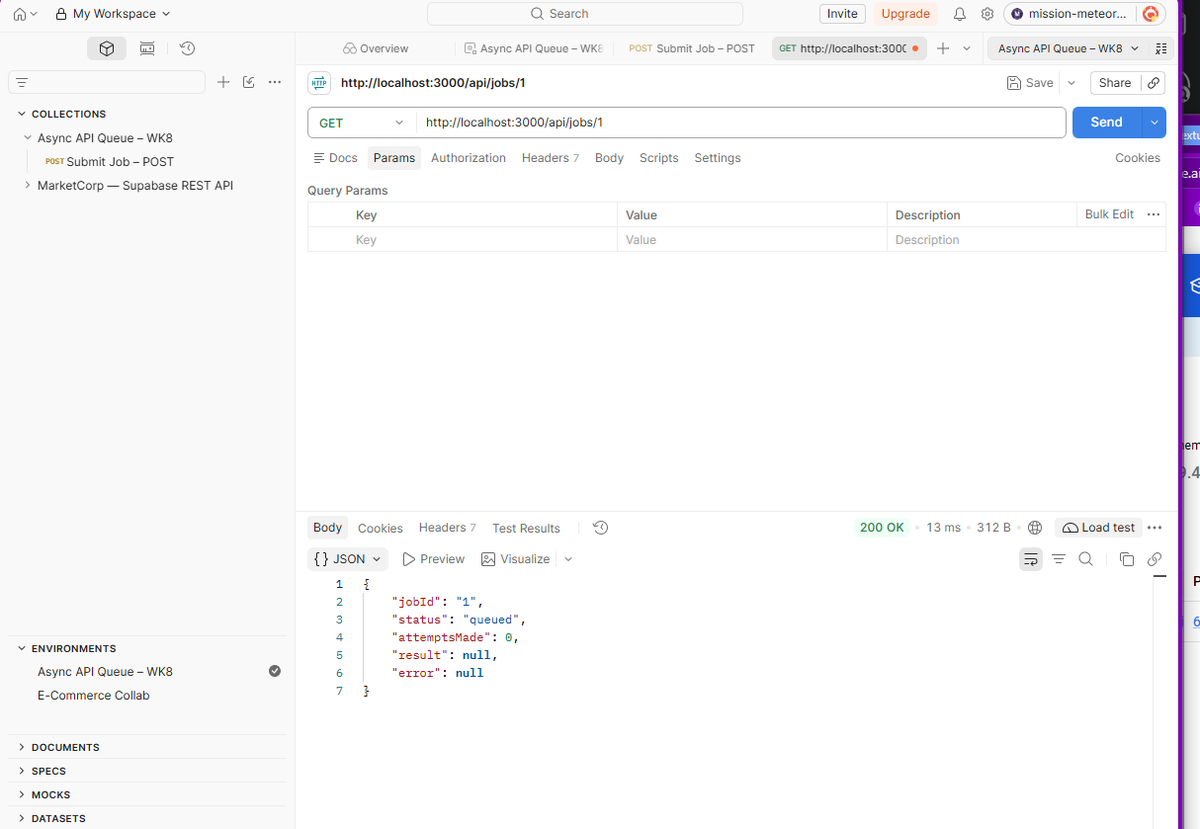 My Workspace
Search
Invite
Upgrade
mission-meteor...
Overview
Async API Queue – WK8
POST Submit Job – POST
GET http://localhost:3000
Async API Queue – WK8
HTTP http://localhost:3000/api/jobs/1
Save
Share
COLLECTIONS
Async API Queue – WK8
POST Submit Job – POST
MarketCorp — Supabase REST API
GET
http://localhost:3000/api/jobs/1
Send
Docs
Params
Authorization
Headers 7
Body
Scripts
Settings
Cookies
Query Params
Key
Value
Description
Bulk Edit
Key
Value
Description
Body
Cookies
Headers 7
Test Results
200 OK
13 ms
312 B
Load test
{} JSON
Preview
Visualize
1 {
2 "jobId": "1",
3 "status": "queued",
4 "attemptsMade": 0,
5 "result": null,
6 "error": null
7 }
ENVIRONMENTS
Async API Queue – WK8
E-Commerce Collab
DOCUMENTS
SPECS
MOCKS
DATASETS